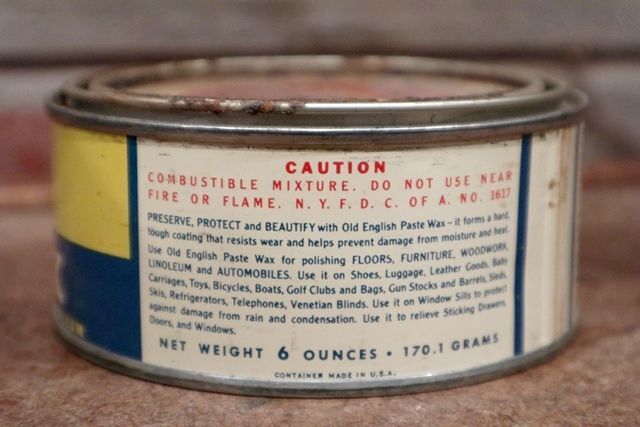 CAUTION
COMBUSTIBLE MIXTURE. DO NOT USE NEAR
FIRE OR FLAME. N.Y.F.D.C. OF A. NO. 1617
PRESERVE, PROTECT and BEAUTIFY with Old English Paste Wax—it forms a hard,
tough coating that resists wear and helps prevent damage from moisture and heat.
Use Old English Paste Wax for polishing FLOORS, FURNITURE, WOODWORK,
LINOLEUM and AUTOMOBILES. Use it on Shoes, Luggage, Leather Goods, Baby
Carriages, Toys, Bicycles, Boats, Golf Clubs and Bags, Gun Stocks and Barrels, Sleds,
Skis, Refrigerators, Telephones, Venetian Blinds. Use it on Window Sills to protect
against damage from rain and condensation. Use it to relieve Sticking Drawers,
Doors, and Windows.
NET WEIGHT 6 OUNCES • 170.1 GRAMS
CONTAINER MADE IN U.S.A.